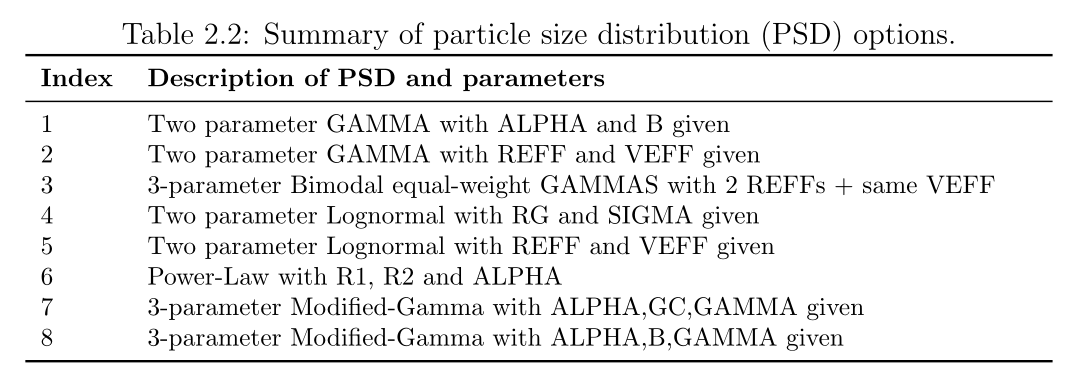 Table 2.2: Summary of particle size distribution (PSD) options.
Index Description of PSD and parameters
1 Two parameter GAMMA with ALPHA and B given
2 Two parameter GAMMA with REFF and VEFF given
3 3-parameter Bimodal equal-weight GAMMAS with 2 REFFs + same VEFF
4 Two parameter Lognormal with RG and SIGMA given
5 Two parameter Lognormal with REFF and VEFF given
6 Power-Law with R1, R2 and ALPHA
7 3-parameter Modified-Gamma with ALPHA,GC,GAMMA given
8 3-parameter Modified-Gamma with ALPHA,B,GAMMA given